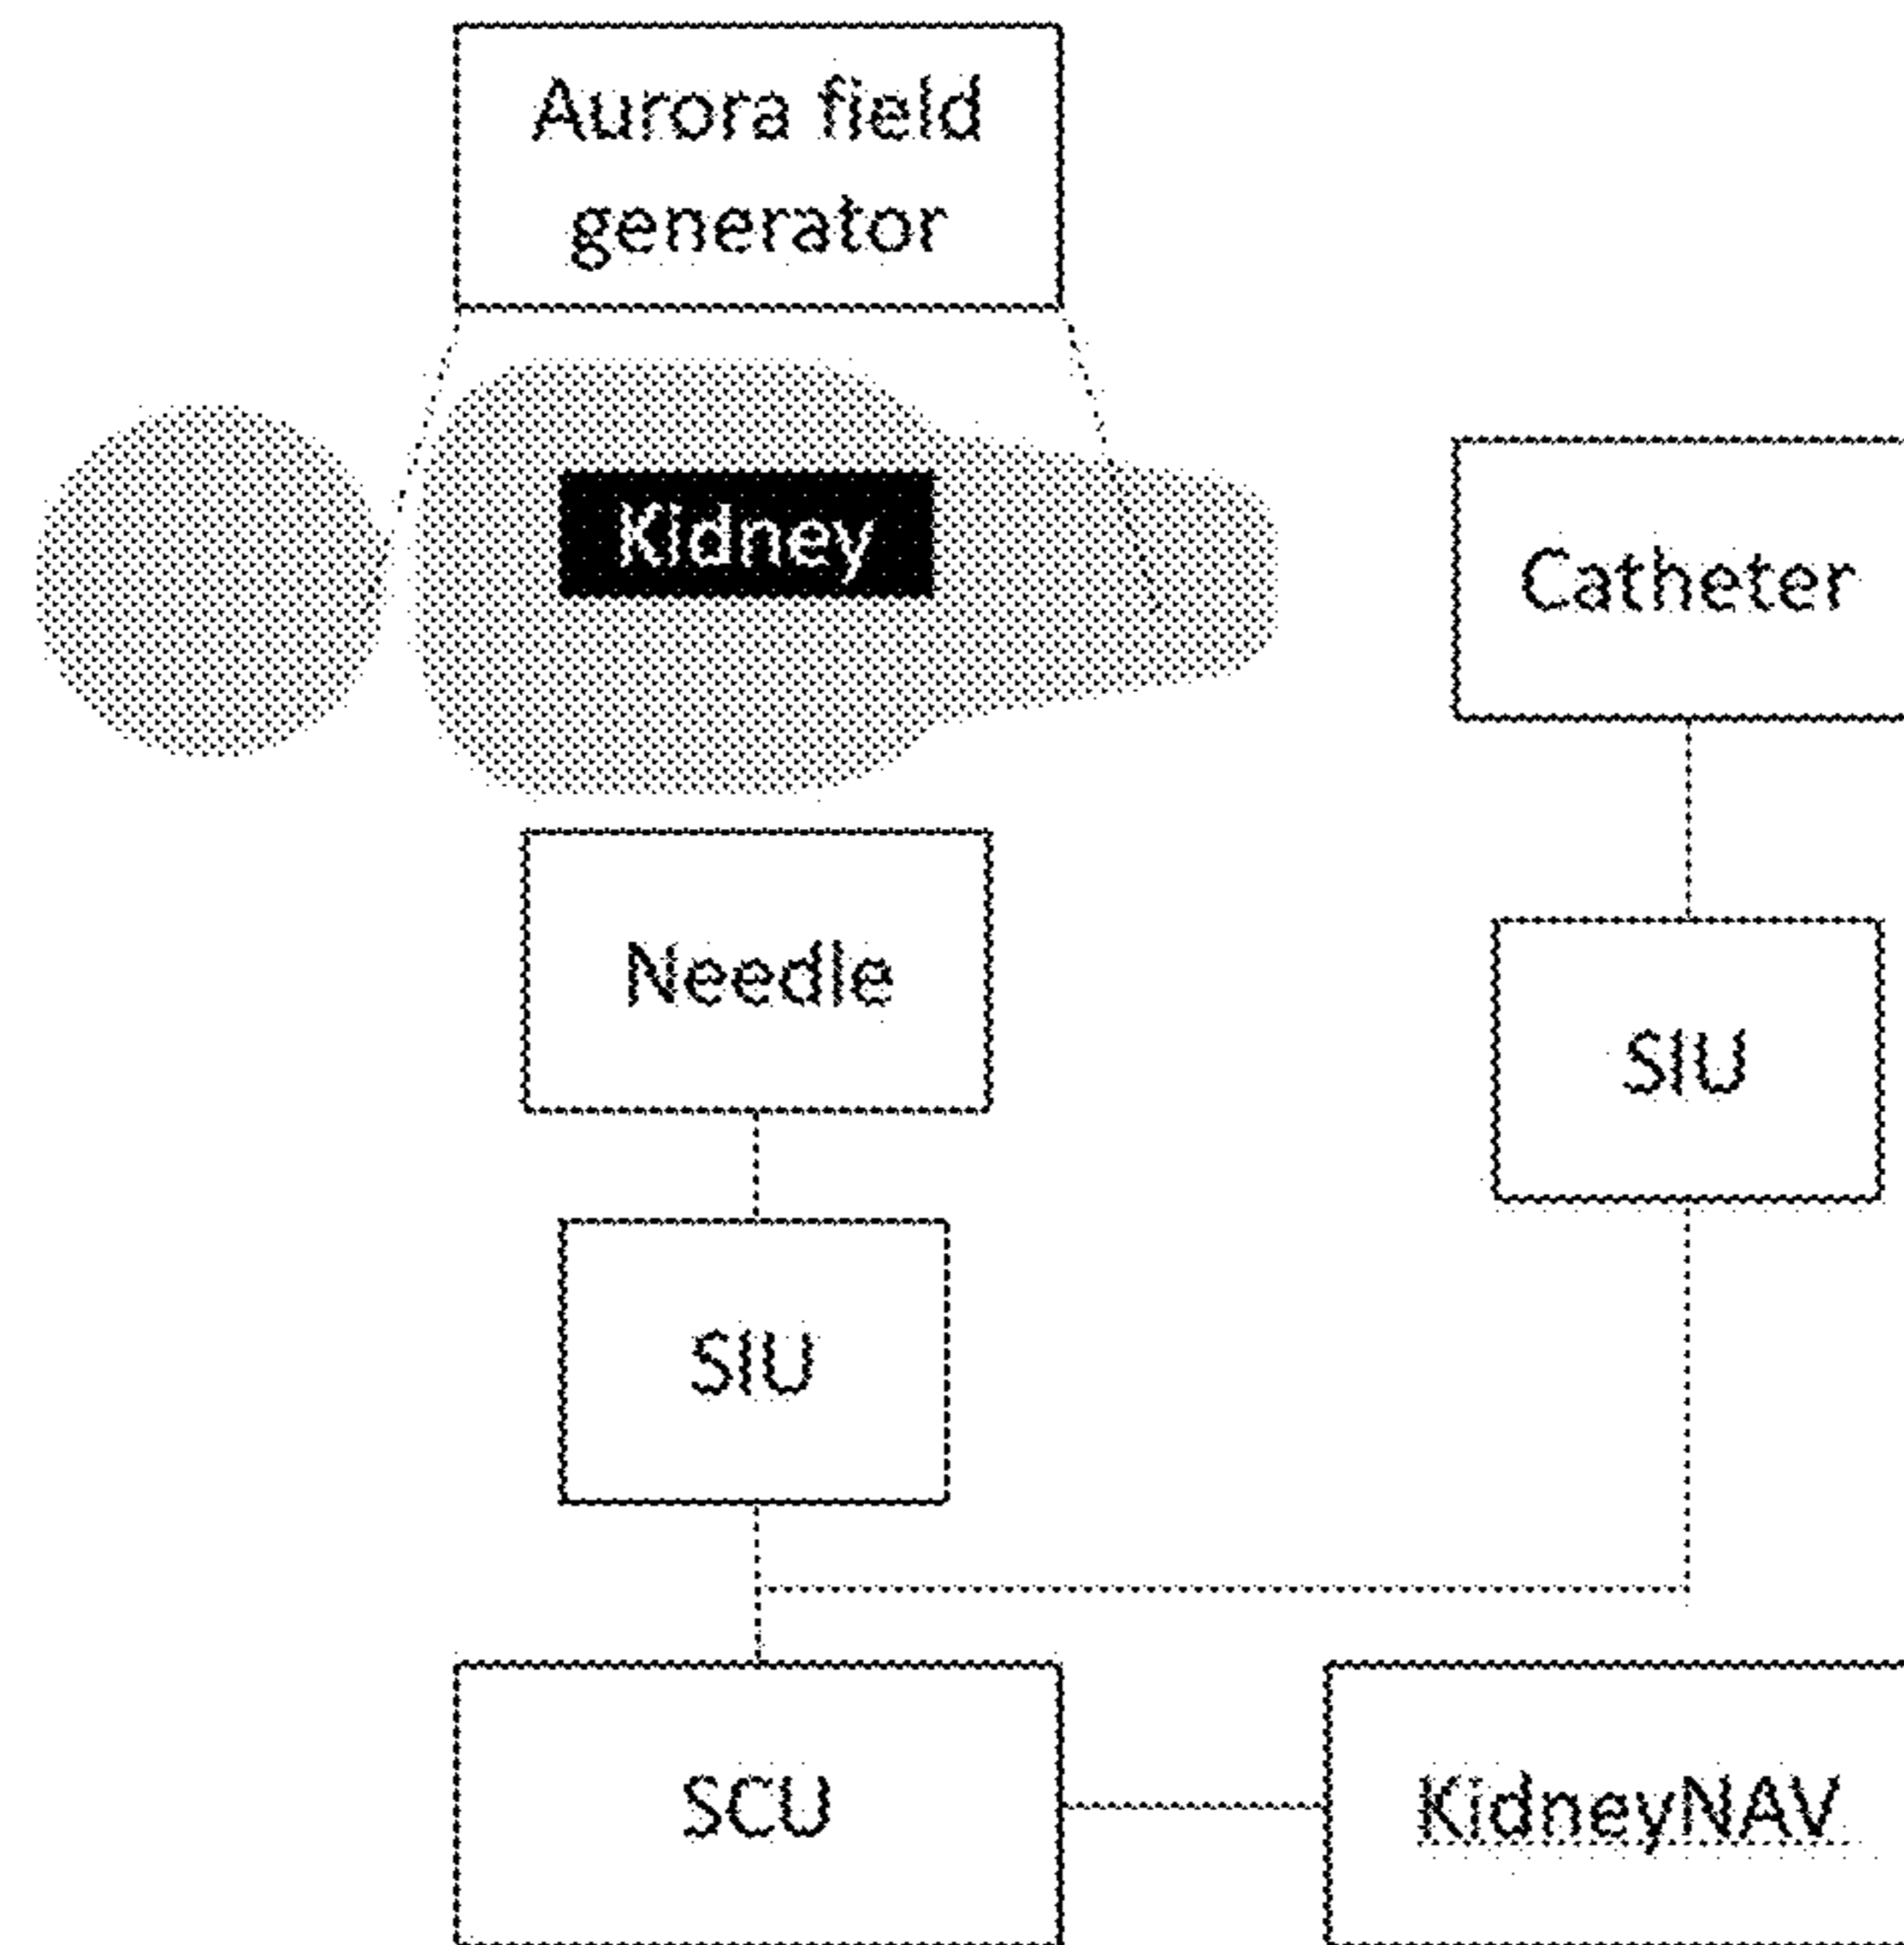 Aurora field
generator
Kidney
Catheter
Needle
SIU
SIU
SCU
KidneyNAV